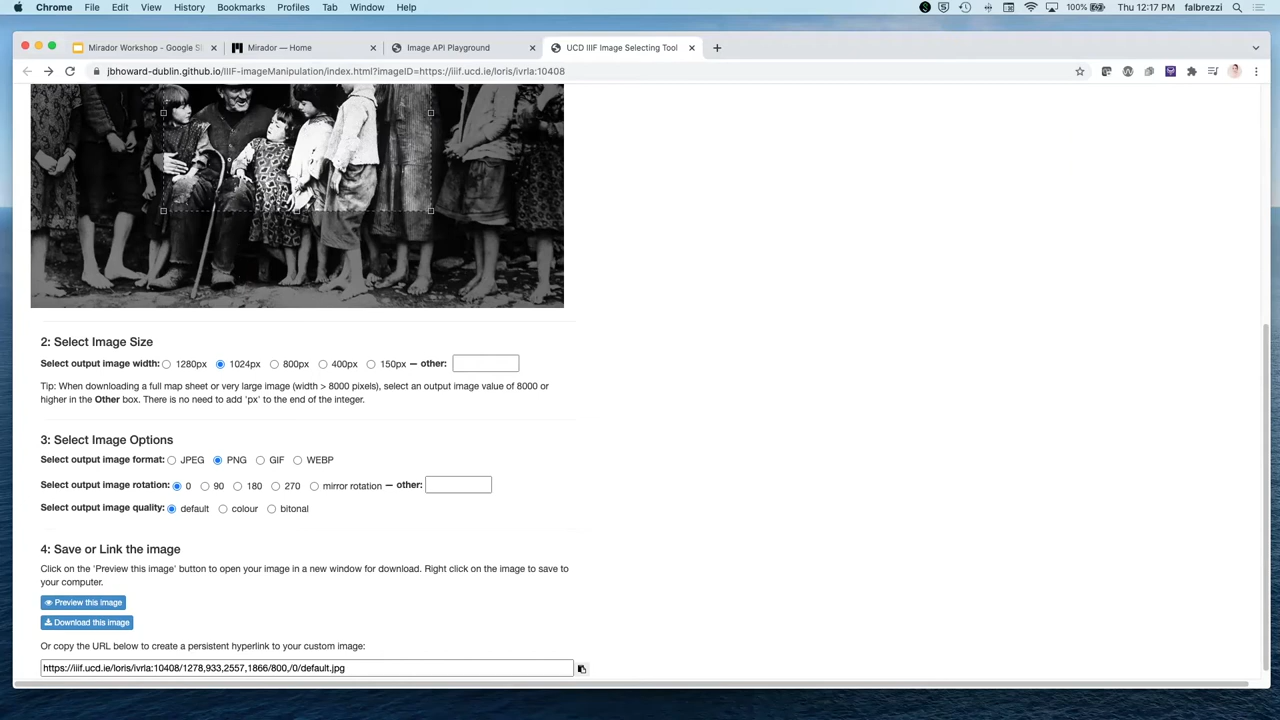 Chrome File Edit View History Bookmarks Profiles Tab Window Help 100% Thu 12:17 PM falbrezzi
Mirador Workshop - Google Sl Mirador — Home Image API Playground UCD IIIF Image Selecting Tool
jbhoward-dublin.github.io/IIIF-imageManipulation/index.html?imageID=https://iiif.ucd.ie/loris/ivrla:10408
2: Select Image Size
Select output image width: 1280px 1024px 800px 400px 150px — other:
Tip: When downloading a full map sheet or very large image (width > 8000 pixels), select an output image value of 8000 or
higher in the Other box. There is no need to add 'px' to the end of the integer.
3: Select Image Options
Select output image format: JPEG PNG GIF WEBP
Select output image rotation: 0 90 180 270 mirror rotation — other:
Select output image quality: default colour bitonal
4: Save or Link the image
Click on the 'Preview this image' button to open your image in a new window for download. Right click on the image to save to
your computer.
Preview this image
Download this image
Or copy the URL below to create a persistent hyperlink to your custom image:
https://iiif.ucd.ie/loris/ivrla:10408/1278,933,2557,1866/800,/0/default.jpg